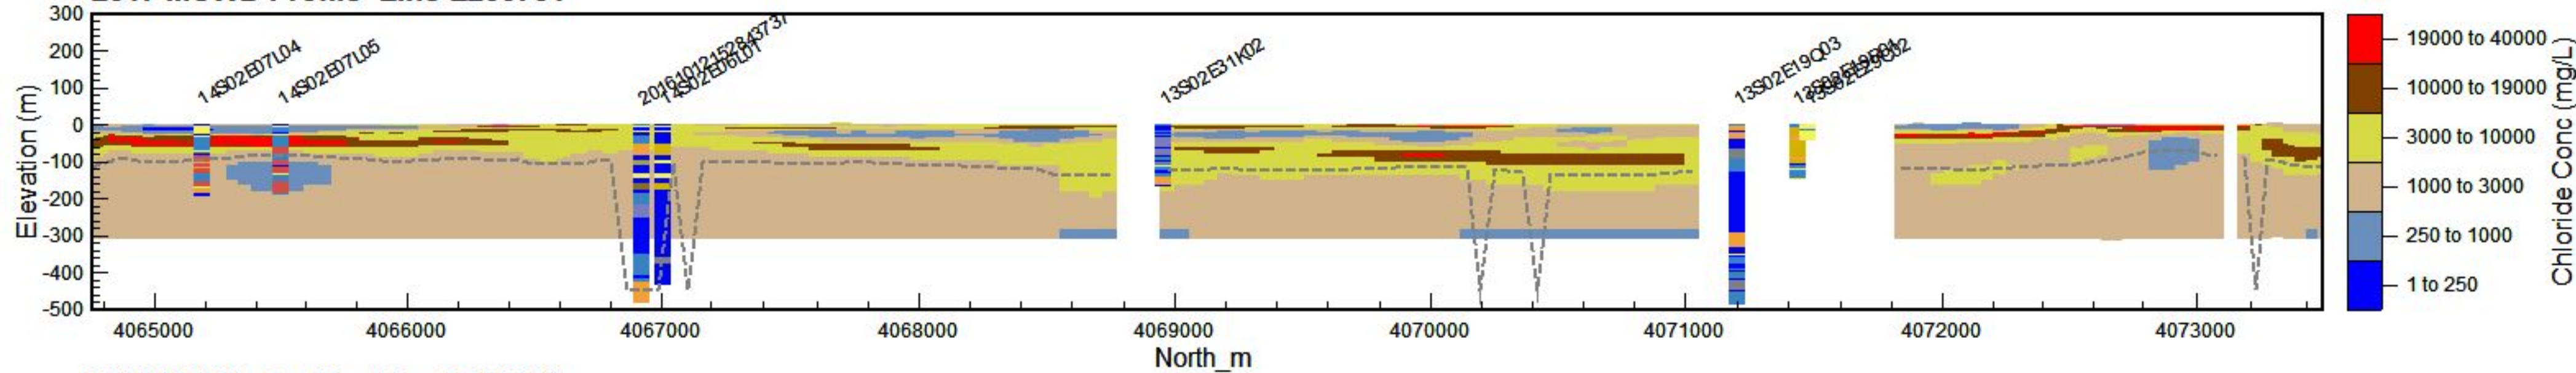 300
200
100
0
-100
-200
-300
-400
-500
Elevation (m)
14S02E07L04
14S02E07L05
14S02E06L01
13S02E31K02
13S02E19Q03
4065000
4066000
4067000
4068000
4069000
4070000
4071000
4072000
4073000
North_m
19000 to 40000
10000 to 19000
3000 to 10000
1000 to 3000
250 to 1000
1 to 250
Chloride Conc (mg/L)